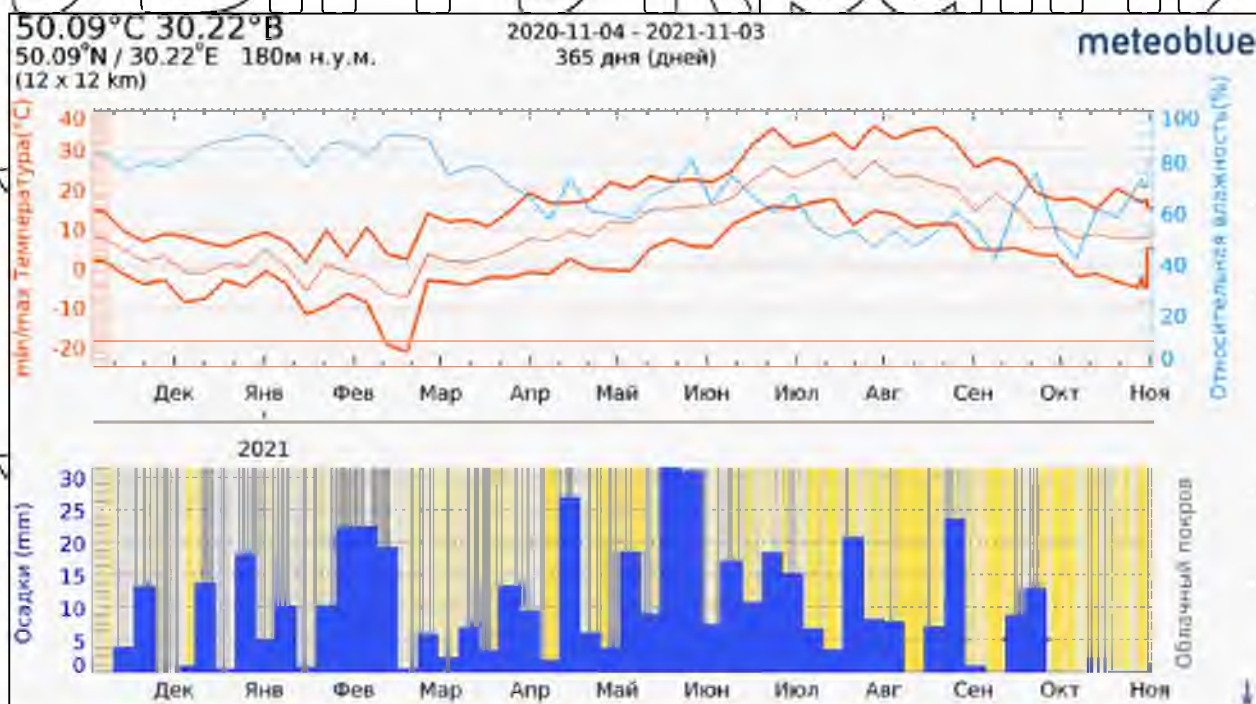 50.09°C 30.22°B
50.09°N / 30.22°E 180м н.у.м.
(12 x 12 km)
2020-11-04 - 2021-11-03
365 дня (дней)
meteoblue
min/max Температура(°C)
40
30
20
10
0
-10
-20
Относительная влажность(%)
100
80
60
40
20
0
Дек Янв Фев Мар Апр Май Июн Июл Авг Сен Окт Ноя
2021
Осадки (mm)
30
25
20
15
10
5
0
Облачный покров
Дек Янв Фев Мар Апр Май Июн Июл Авг Сен Окт Ноя